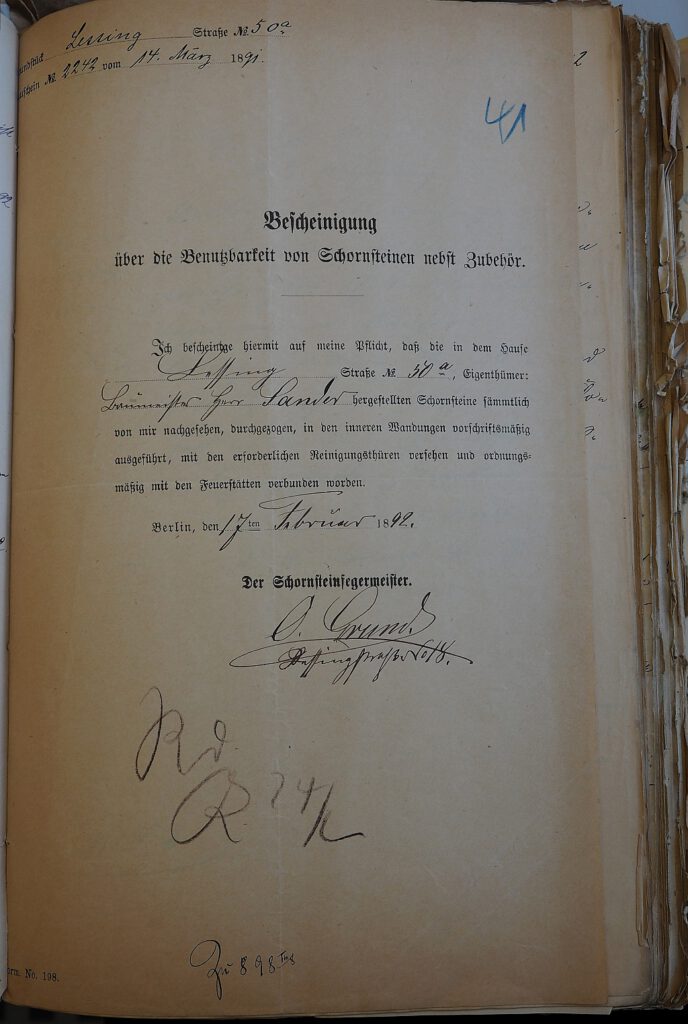 Lessing Straße № 50a
№ 2242 vom 14. März 1891.
41
Bescheinigung
über die Benutzbarkeit von Schornsteinen nebst Zubehör.
Ich bescheinige hiermit auf meine Pflicht, daß die in dem Hause
Lessing Straße № 50a, Eigenthümer:
Baumeister Herr Sander hergestellten Schornsteine sämmtlich
von mir nachgesehen, durchgezogen, in den inneren Wandungen vorschriftsmäßig
ausgeführt, mit den erforderlichen Reinigungsthüren versehen und ordnungs-
mäßig mit den Feuerstätten verbunden worden.
Berlin, den 17ten Februar 1892.
Der Schornsteinfegermeister.
O. Grund.
Lessingstraße No 18.
24/2
Zu 898
No. 198.